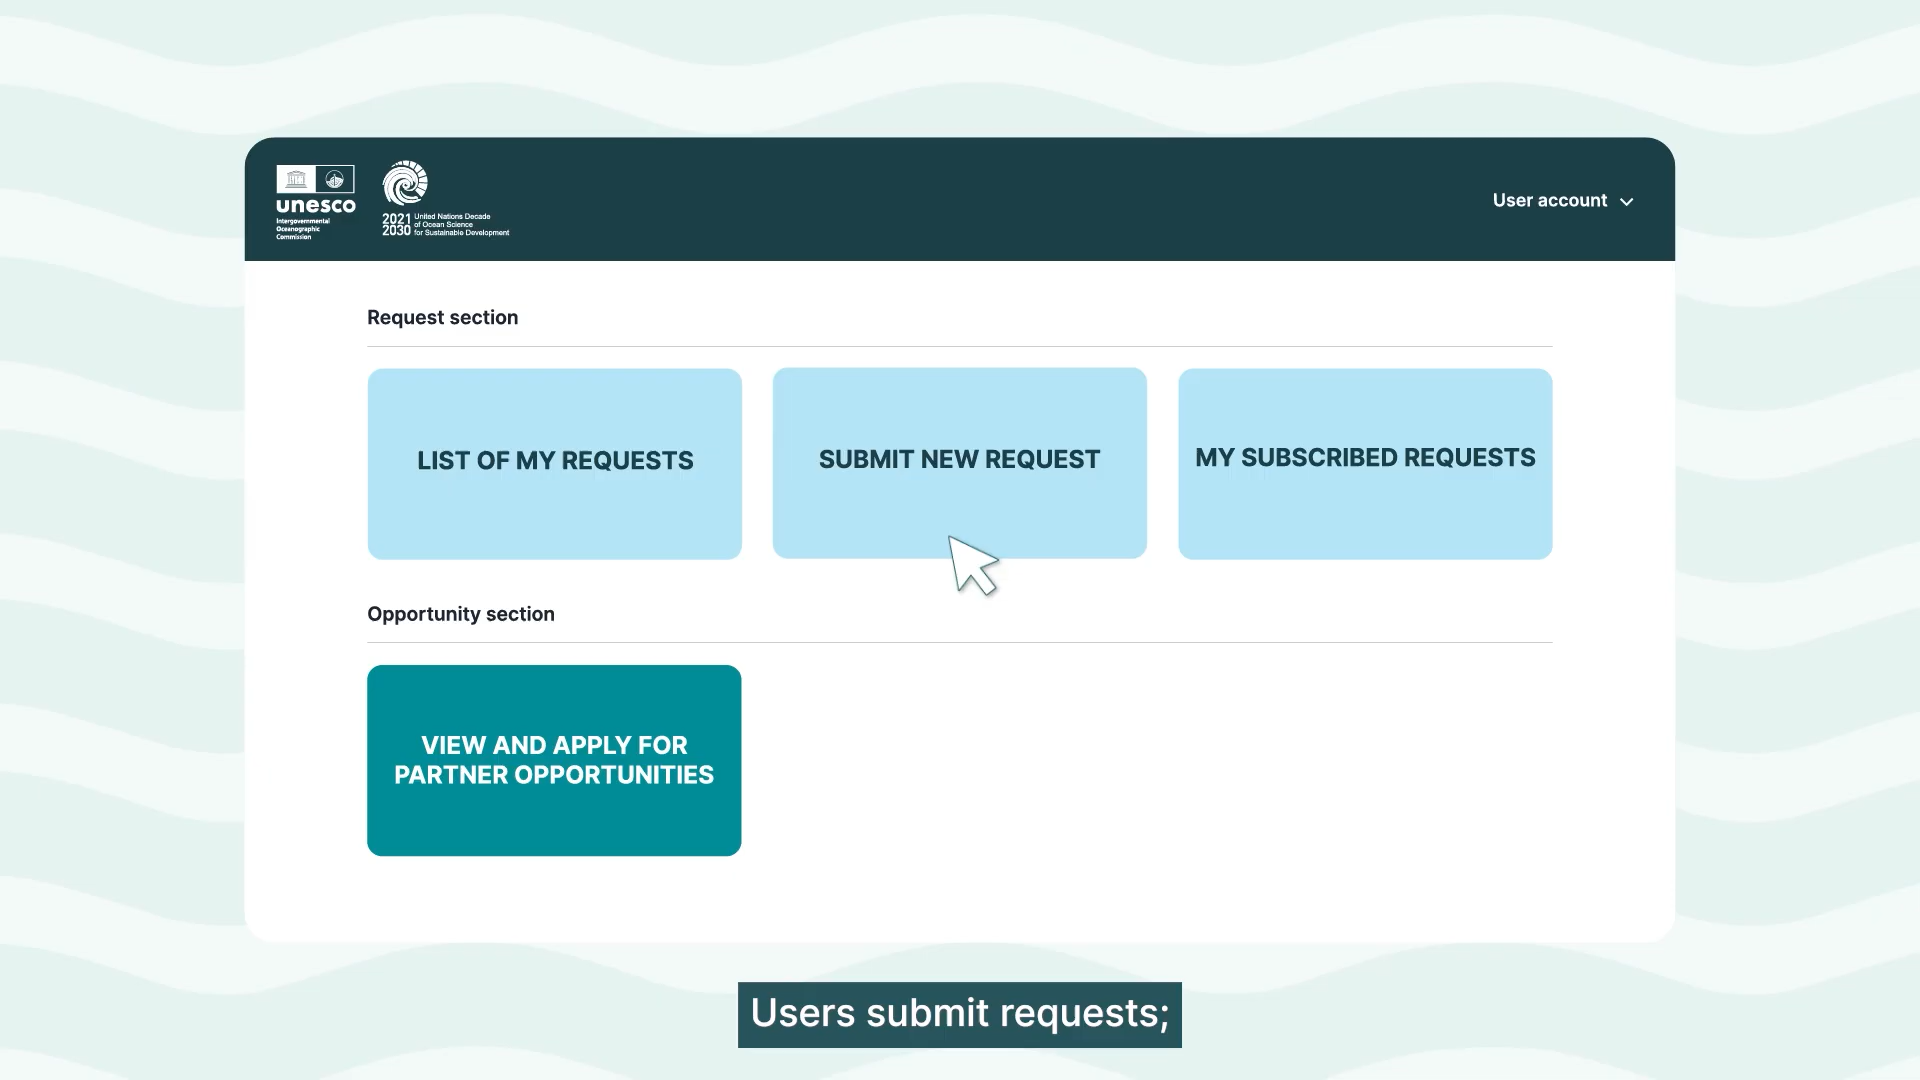 unesco
Intergovernmental
Oceanographic
Commission
2021
2030
United Nations Decade
of Ocean Science
for Sustainable Development
User account
Request section
LIST OF MY REQUESTS
SUBMIT NEW REQUEST
MY SUBSCRIBED REQUESTS
Opportunity section
VIEW AND APPLY FOR
PARTNER OPPORTUNITIES
Users submit requests;